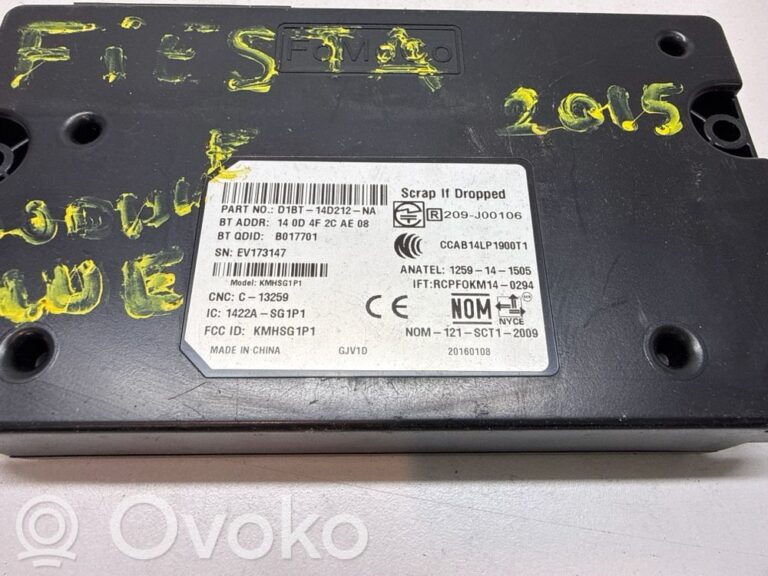 FoMoCo
FiESTA
2015
MODULE
LUE
PART NO.: D1BT-14D212-NA
BT ADDR: 14 0D 4F 2C AE 08
BT QDID: B017701
SN: EV173147
Model: KMHSG1P1
CNC: C-13259
IC: 1422A-SG1P1
FCC ID: KMHSG1P1
MADE IN CHINA
GJV1D
Scrap If Dropped
R 209-J00106
CCAB14LP1900T1
ANATEL: 1259-14-1505
IFT:RCPFOKM14-0294
CE
NOM
NYCE
NOM-121-SCT1-2009
20160108
Ovoko